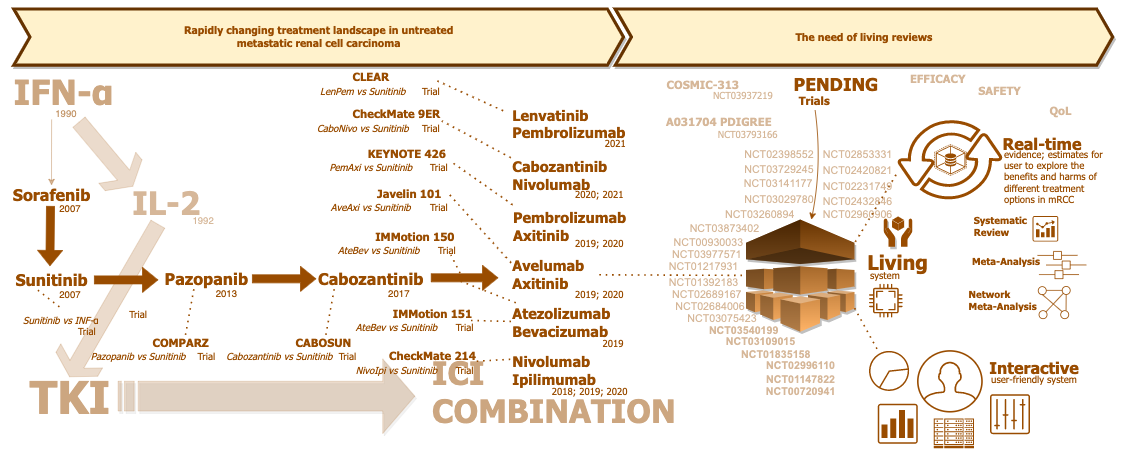 Rapidly changing treatment landscape in untreated
metastatic renal cell carcinoma
The need of living reviews
IFN-α
1990
IL-2
1992
Sorafenib
2007
Sunitinib
2007
Sunitinib vs INF-α
Trial
Trial
Pazopanib
2013
COMPARZ
Pazopanib vs Sunitinib Trial
Cabozantinib
2017
CABOSUN
Cabozantinib vs Sunitinib Trial
TKI
ICI
COMBINATION
CLEAR
LenPem vs Sunitinib Trial
CheckMate 9ER
CaboNivo vs Sunitinib Trial
KEYNOTE 426
PemAxi vs Sunitinib Trial
Javelin 101
AveAxi vs Sunitinib Trial
IMMotion 150
AteBev vs Sunitinib Trial
IMMotion 151
AteBev vs Sunitinib Trial
CheckMate 214
NivoIpi vs Sunitinib Trial
Lenvatinib
Pembrolizumab
2021
Cabozantinib
Nivolumab
2020; 2021
Pembrolizumab
Axitinib
2019; 2020
Avelumab
Axitinib
2019; 2020
Atezolizumab
Bevacizumab
2019
Nivolumab
Ipilimumab
2018; 2019; 2020
COSMIC-313
NCT03937219
A031704 PDIGREE
NCT03793166
PENDING
Trials
NCT02398552
NCT03729245
NCT03141177
NCT03029780
NCT03260894
NCT02853331
NCT02420821
NCT02231749
NCT02432846
NCT02960906
NCT03873402
NCT00930033
NCT03977571
NCT01217931
NCT01392183
NCT02689167
NCT02684006
NCT03075423
NCT03540199
NCT03109015
NCT01835158
NCT02996110
NCT01147822
NCT00720941
EFFICACY
SAFETY
QoL
Real-time
evidence; estimates for
user to explore the
benefits and harms of
different treatment
options in mRCC
Living
system
Systematic
Review
Meta-Analysis
Network
Meta-Analysis
Interactive
user-friendly system